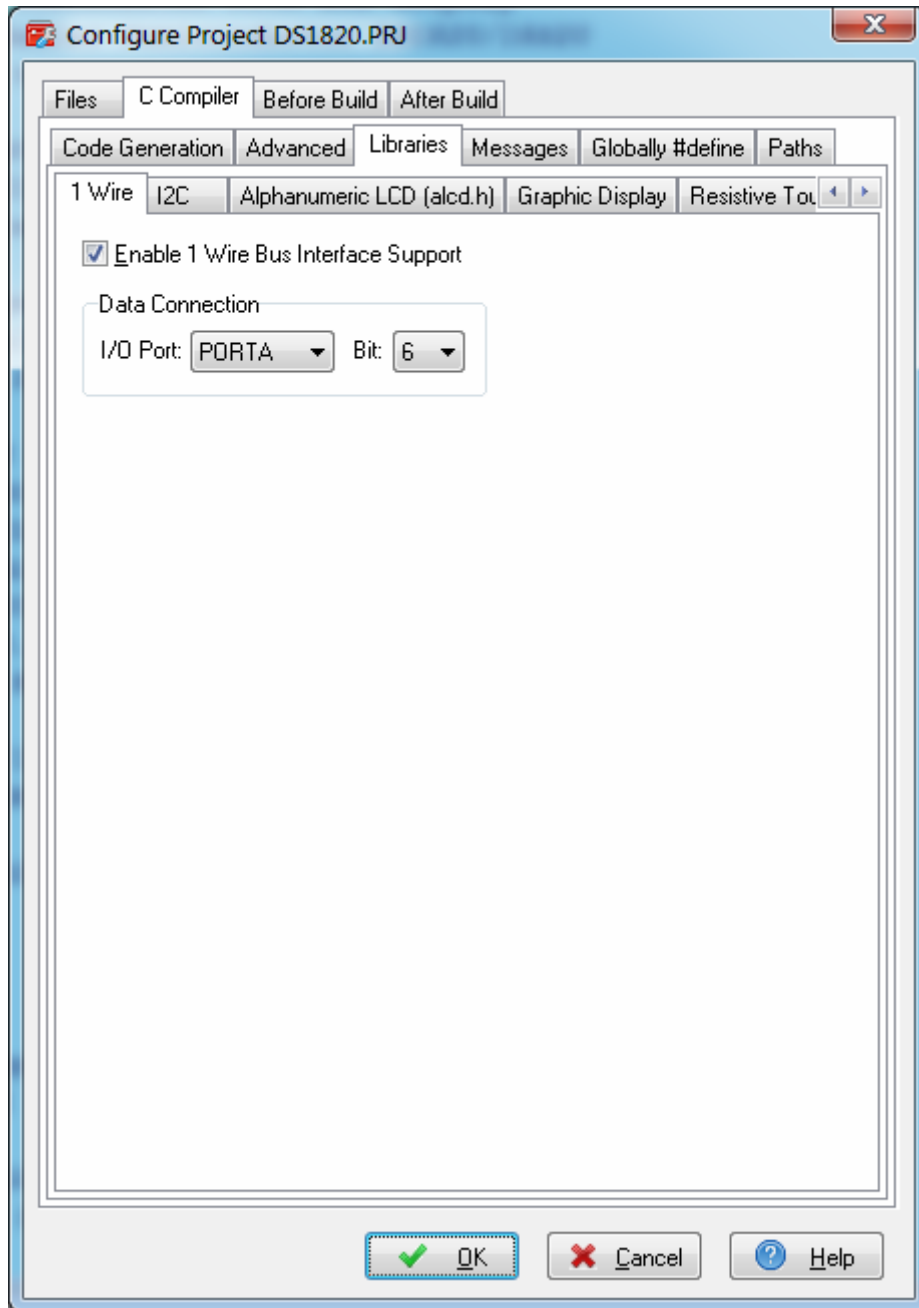 Configure Project DS1820.PRJ
Files C Compiler Before Build After Build
Code Generation Advanced Libraries Messages Globally #define Paths
1 Wire I2C Alphanumeric LCD (alcd.h) Graphic Display Resistive Tou
Enable 1 Wire Bus Interface Support
Data Connection
I/O Port: PORTA Bit: 6
OK Cancel Help